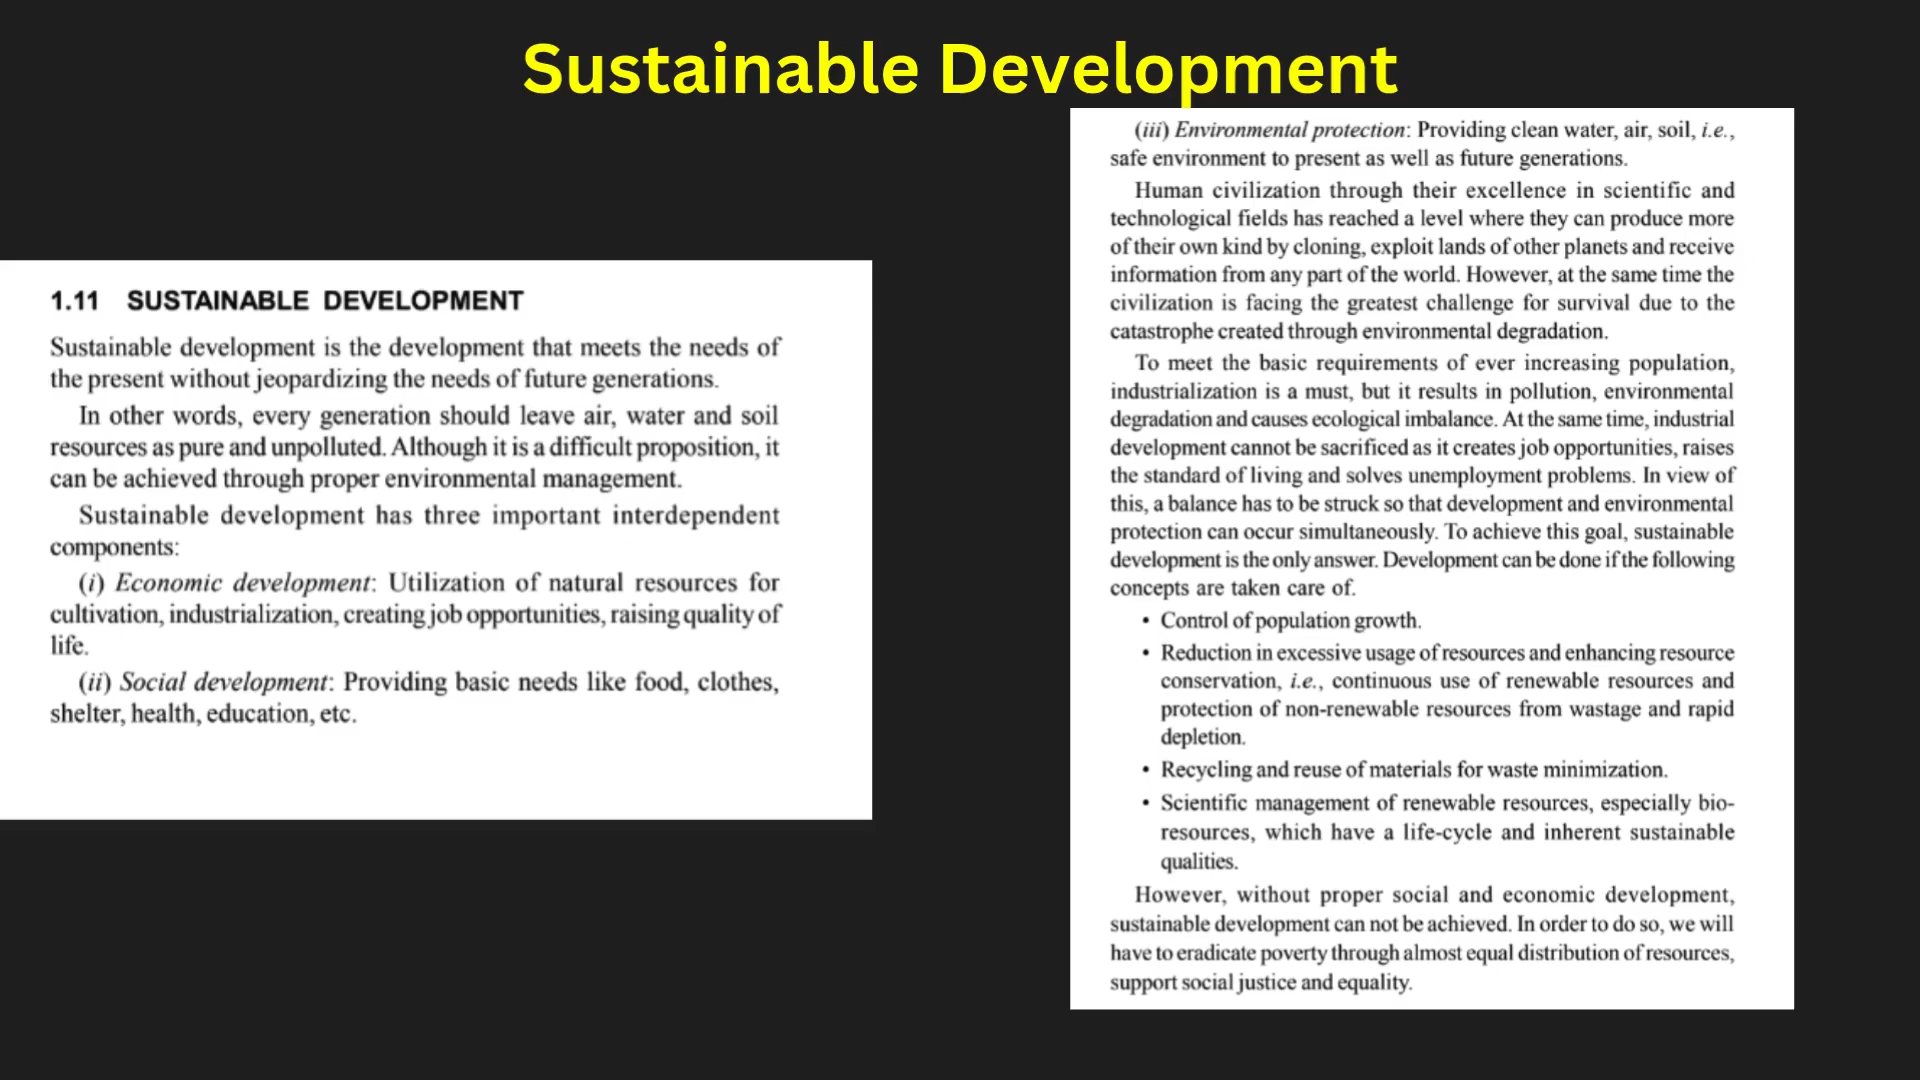 Sustainable Development
1.11 SUSTAINABLE DEVELOPMENT
Sustainable development is the development that meets the needs of
the present without jeopardizing the needs of future generations.
In other words, every generation should leave air, water and soil
resources as pure and unpolluted. Although it is a difficult proposition, it
can be achieved through proper environmental management.
Sustainable development has three important interdependent
components:
(i) Economic development: Utilization of natural resources for
cultivation, industrialization, creating job opportunities, raising quality of
life.
(ii) Social development: Providing basic needs like food, clothes,
shelter, health, education, etc.
(iii) Environmental protection: Providing clean water, air, soil, i.e.,
safe environment to present as well as future generations.
Human civilization through their excellence in scientific and
technological fields has reached a level where they can produce more
of their own kind by cloning, exploit lands of other planets and receive
information from any part of the world. However, at the same time the
civilization is facing the greatest challenge for survival due to the
catastrophe created through environmental degradation.
To meet the basic requirements of ever increasing population,
industrialization is a must, but it results in pollution, environmental
degradation and causes ecological imbalance. At the same time, industrial
development cannot be sacrificed as it creates job opportunities, raises
the standard of living and solves unemployment problems. In view of
this, a balance has to be struck so that development and environmental
protection can occur simultaneously. To achieve this goal, sustainable
development is the only answer. Development can be done if the following
concepts are taken care of.
• Control of population growth.
• Reduction in excessive usage of resources and enhancing resource
conservation, i.e., continuous use of renewable resources and
protection of non-renewable resources from wastage and rapid
depletion.
• Recycling and reuse of materials for waste minimization.
• Scientific management of renewable resources, especially bio-
resources, which have a life-cycle and inherent sustainable
qualities.
However, without proper social and economic development,
sustainable development can not be achieved. In order to do so, we will
have to eradicate poverty through almost equal distribution of resources,
support social justice and equality.